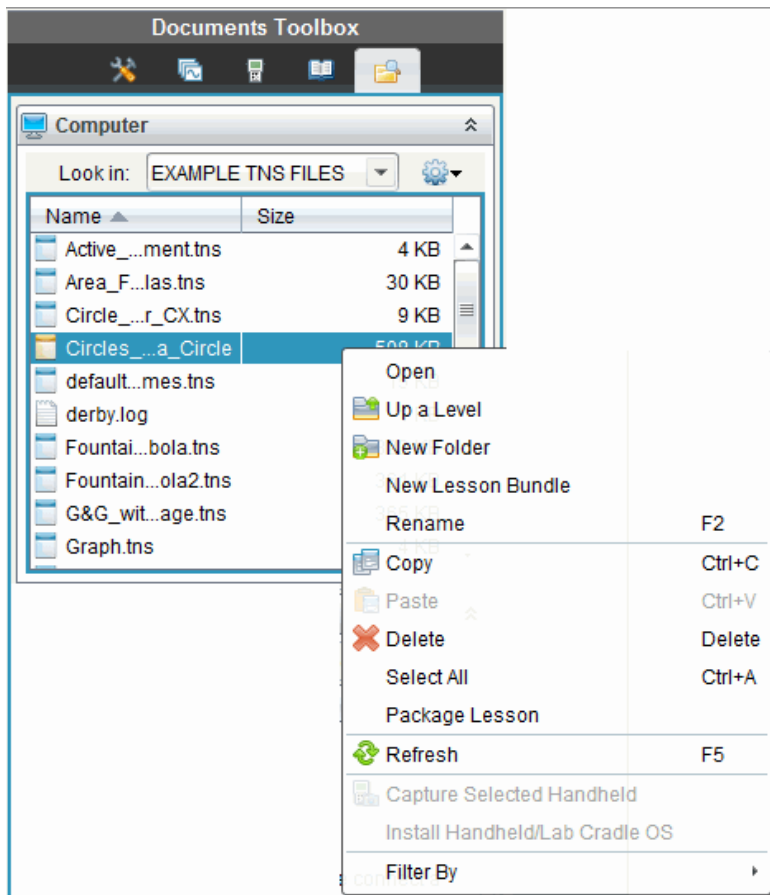 Documents Toolbox
Computer
Look in: EXAMPLE TNS FILES
Name Size
Active_...ment.tns 4 KB
Area_F...las.tns 30 KB
Circle_...r_CX.tns 9 KB
Circles_...a_Circle
default...mes.tns
derby.log
Fountai...bola.tns
Fountain...ola2.tns
G&G_wit...age.tns
Graph.tns
Open
Up a Level
New Folder
New Lesson Bundle
Rename F2
Copy Ctrl+C
Paste Ctrl+V
Delete Delete
Select All Ctrl+A
Package Lesson
Refresh F5
Capture Selected Handheld
Install Handheld/Lab Cradle OS
Filter By